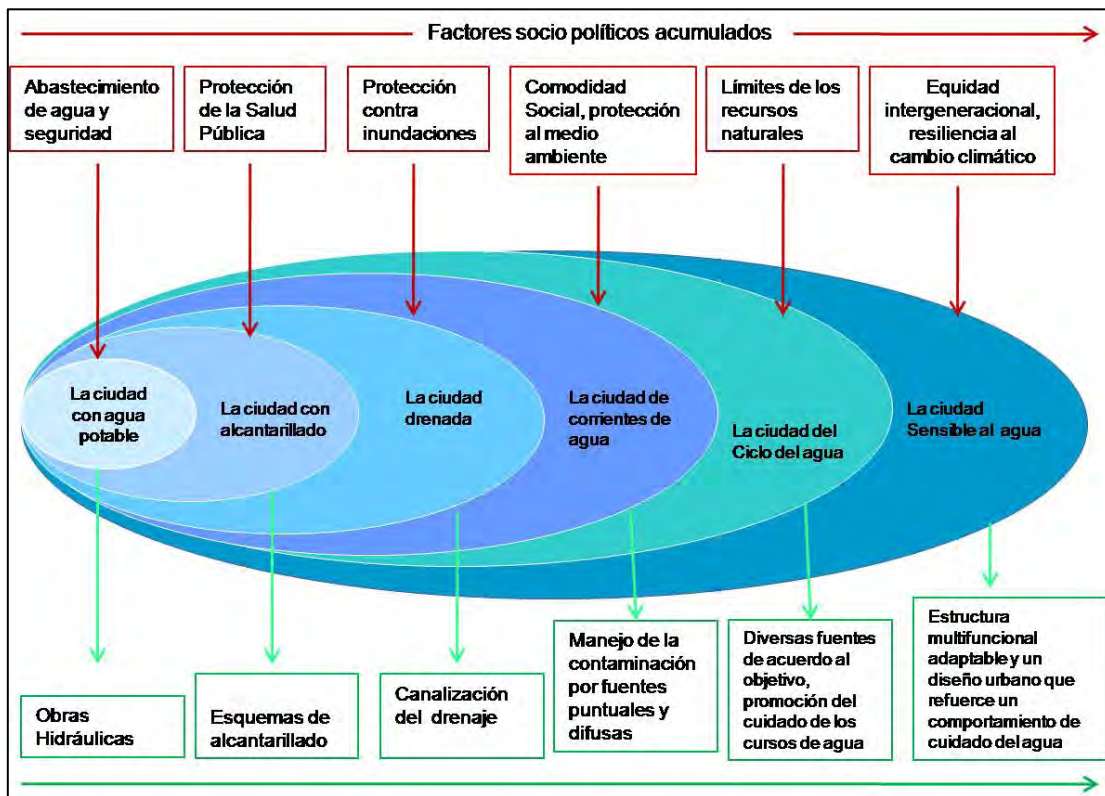 Factores socio políticos acumulados
Abastecimiento
de agua y
seguridad
Protección
de la Salud
Pública
Protección
contra
inundaciones
Comodidad
Social, protección
al medio
ambiente
Límites de los
recursos
naturales
Equidad
intergeneracional,
resiliencia al
cambio climático
La ciudad
con agua
potable
La ciudad con
alcantarillado
La ciudad
drenada
La ciudad de
corrientes de
agua
La ciudad del
Ciclo del agua
La ciudad
Sensible al agua
Obras
Hidráulicas
Esquemas de
alcantarillado
Canalización
del drenaje
Manejo de la
contaminación
por fuentes
puntuales y
difusas
Diversas fuentes
de acuerdo al
objetivo,
promoción del
cuidado de los
cursos de agua
Estructura
multifuncional
adaptable y un
diseño urbano que
refuerce un
comportamiento de
cuidado del agua